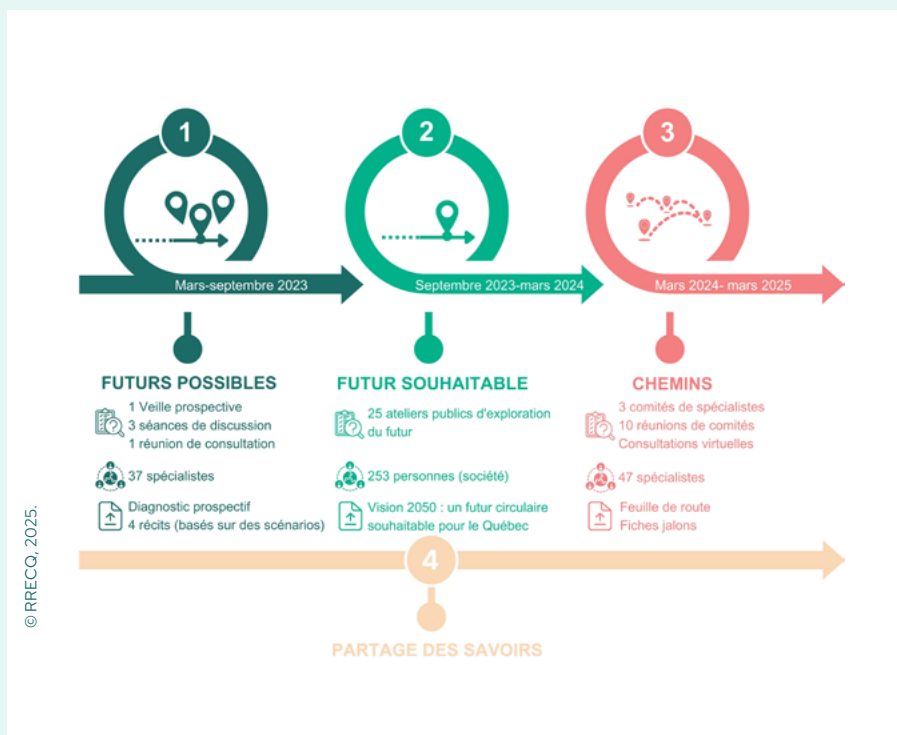 1
2
3
Mars-septembre 2023
Septembre 2023-mars 2024
Mars 2024- mars 2025
FUTURS POSSIBLES
1 Veille prospective
3 séances de discussion
1 réunion de consultation
37 spécialistes
Diagnostic prospectif
4 récits (basés sur des scénarios)
FUTUR SOUHAITABLE
25 ateliers publics d'exploration
du futur
253 personnes (société)
Vision 2050 : un futur circulaire
souhaitable pour le Québec
CHEMINS
3 comités de spécialistes
10 réunions de comités
Consultations virtuelles
47 spécialistes
Feuille de route
Fiches jalons
4
PARTAGE DES SAVOIRS
© RRECQ, 2025.